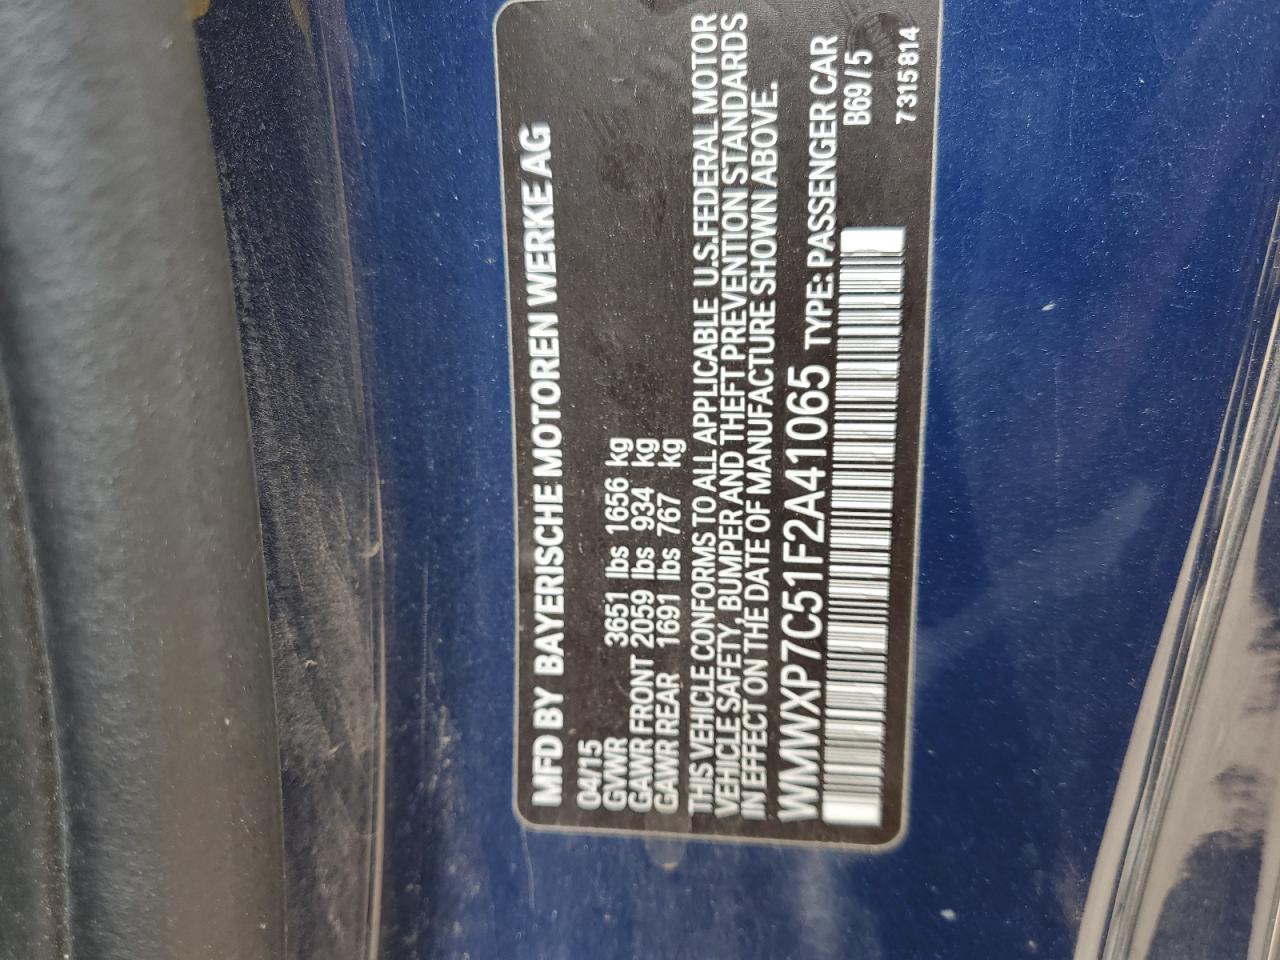 MFD BY BAYERISCHE MOTOREN WERKE AG
04/15
GVWR 3651 lbs 1656 kg
GAWR FRONT 2059 lbs 934 kg
GAWR REAR 1691 lbs 767 kg
THIS VEHICLE CONFORMS TO ALL APPLICABLE U.S. FEDERAL MOTOR
VEHICLE SAFETY, BUMPER AND THEFT PREVENTION STANDARDS
IN EFFECT ON THE DATE OF MANUFACTURE SHOWN ABOVE.
WMWXP7C51F2A41065 TYPE: PASSENGER CAR
B69/5
7 315 814